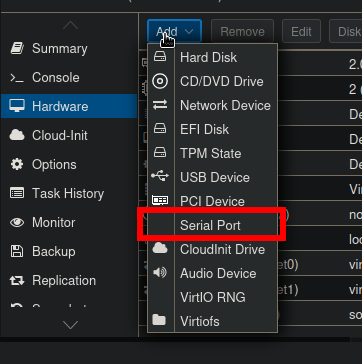 Add Remove Edit Disk
Summary
Console
Hardware
Cloud-Init
Options
Task History
Monitor
Backup
Replication
Hard Disk
CD/DVD Drive
Network Device
EFI Disk
TPM State
USB Device
PCI Device
Serial Port
CloudInit Drive
Audio Device
VirtIO RNG
Virtiofs
2.0
2 (
De
De
De
Vi
no
loc
et0) vir
et1) vir
so